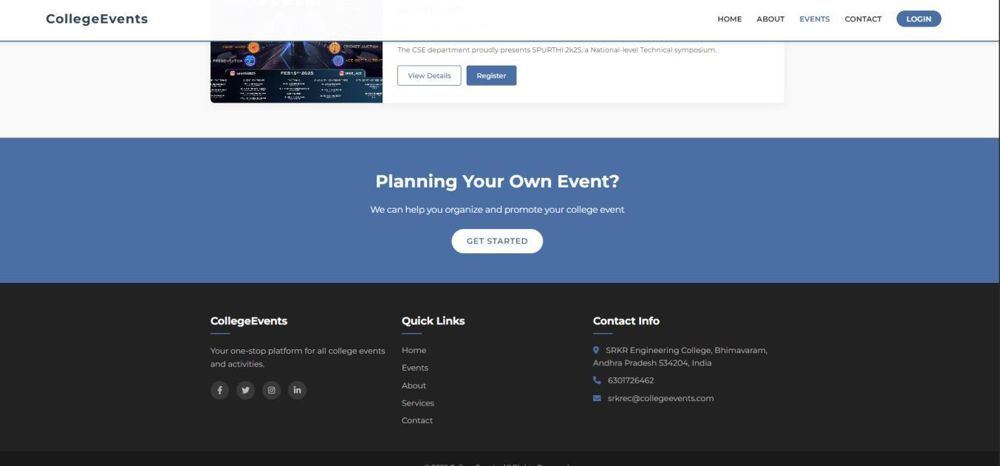 CollegeEvents
HOME ABOUT EVENTS CONTACT LOGIN
CODE WARS
CRICKET AUCTION
PRESENTATION
FEB 15TH 2025
The CSE department proudly presents SPURTHI 2k25, a National-level Technical symposium.
View Details Register
Planning Your Own Event?
We can help you organize and promote your college event
GET STARTED
CollegeEvents
Your one-stop platform for all college events
and activities.
Quick Links
Home
Events
About
Services
Contact
Contact Info
SRKR Engineering College, Bhimavaram,
Andhra Pradesh 534204, India
6301726462
srkrec@collegeevents.com